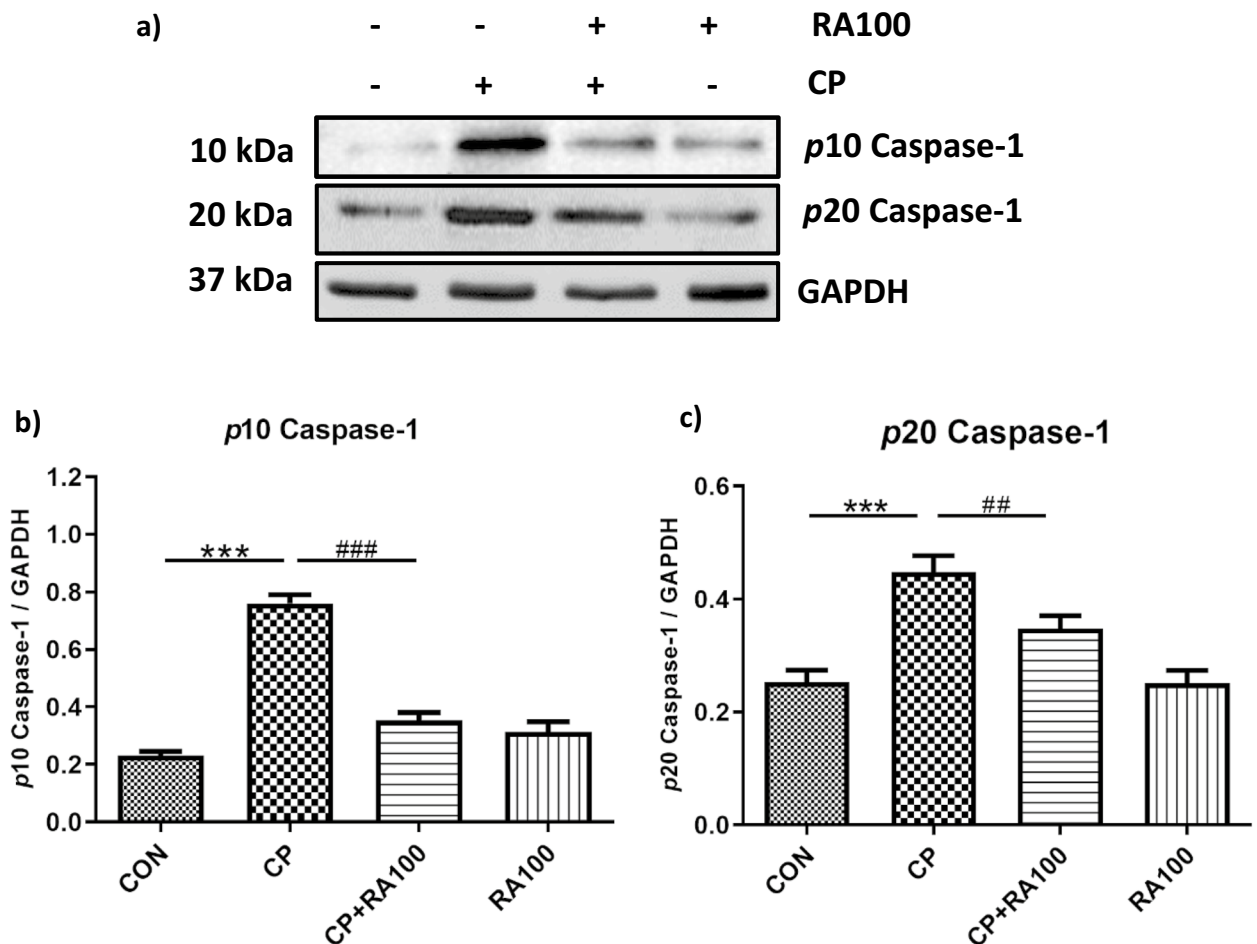 a) - - + + RA100
- + + - CP
10 kDa p10 Caspase-1
20 kDa p20 Caspase-1
37 kDa GAPDH
b)
p10 Caspase-1
p10 Caspase-1 / GAPDH
1.2
1.0
0.8
0.6
0.4
0.2
0.0
*** ###
CON CP CP+RA100 RA100
c)
p20 Caspase-1
p20 Caspase-1 / GAPDH
0.6
0.4
0.2
0.0
*** ##
CON CP CP+RA100 RA100